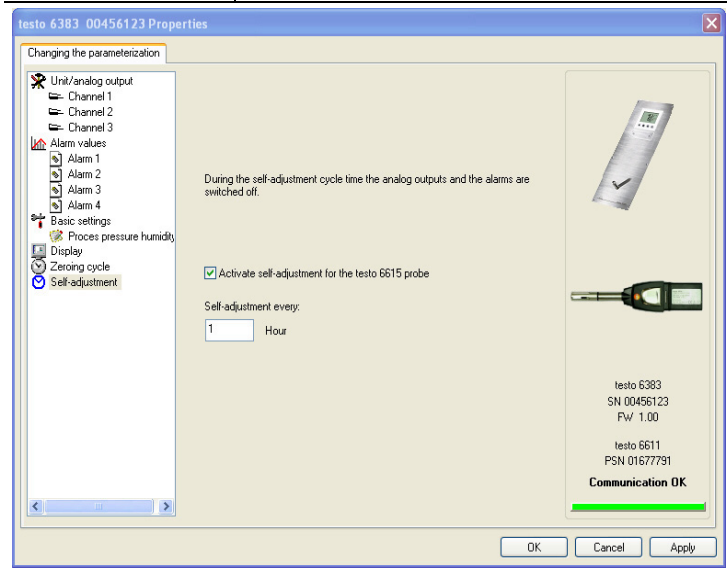 testo 6383 00456123 Properties
Changing the parameterization
Unit/analog output
Channel 1
Channel 2
Channel 3
Alarm values
Alarm 1
Alarm 2
Alarm 3
Alarm 4
Basic settings
Proces pressure humidity
Display
Zeroing cycle
Self-adjustment
During the self-adjustment cycle time the analog outputs and the alarms are
switched off.
Activate self-adjustment for the testo 6615 probe
Self-adjustment every:
1 Hour
testo 6383
SN 00456123
FW 1.00
testo 6611
PSN 01677791
Communication OK
OK Cancel Apply